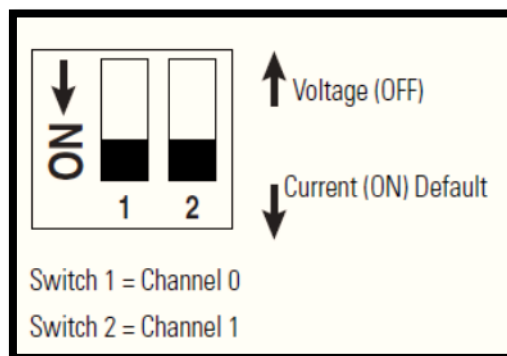 ON
1 2
Voltage (OFF)
Current (ON) Default
Switch 1 = Channel 0
Switch 2 = Channel 1